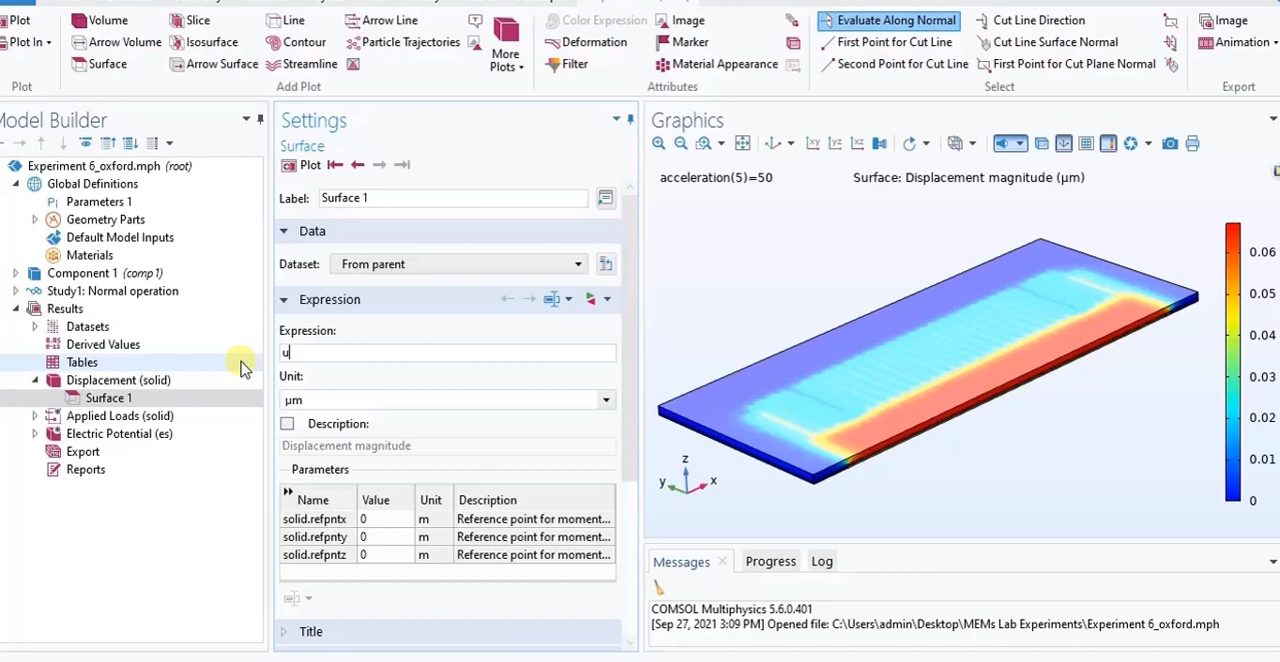 Plot
Volume
Slice
Line
Arrow Line
Color Expression
Image
Evaluate Along Normal
Cut Line Direction
Image
Plot In
Arrow Volume
Isosurface
Contour
Particle Trajectories
Deformation
Marker
First Point for Cut Line
Cut Line Surface Normal
Animation
Surface
Arrow Surface
Streamline
More
Plots
Filter
Material Appearance
Second Point for Cut Line
First Point for Cut Plane Normal
Plot
Add Plot
Attributes
Select
Export
Model Builder
Experiment 6_oxford.mph (root)
Global Definitions
Parameters 1
Geometry Parts
Default Model Inputs
Materials
Component 1 (comp1)
Study1: Normal operation
Results
Datasets
Derived Values
Tables
Displacement (solid)
Surface 1
Applied Loads (solid)
Electric Potential (es)
Export
Reports
Settings
Surface
Plot
Label: Surface 1
Data
Dataset: From parent
Expression
Expression:
u
Unit:
µm
Description:
Displacement magnitude
Parameters
Name Value Unit Description
solid.refpntx 0 m Reference point for moment...
solid.refpnty 0 m Reference point for moment...
solid.refpntz 0 m Reference point for moment...
Title
Graphics
acceleration(5)=50 Surface: Displacement magnitude (µm)
0.06
0.05
0.04
0.03
0.02
0.01
0
z
y x
Messages Progress Log
COMSOL Multiphysics 5.6.0.401
[Sep 27, 2021 3:09 PM] Opened file: C:\Users\admin\Desktop\MEMs Lab Experiments\Experiment 6_oxford.mph